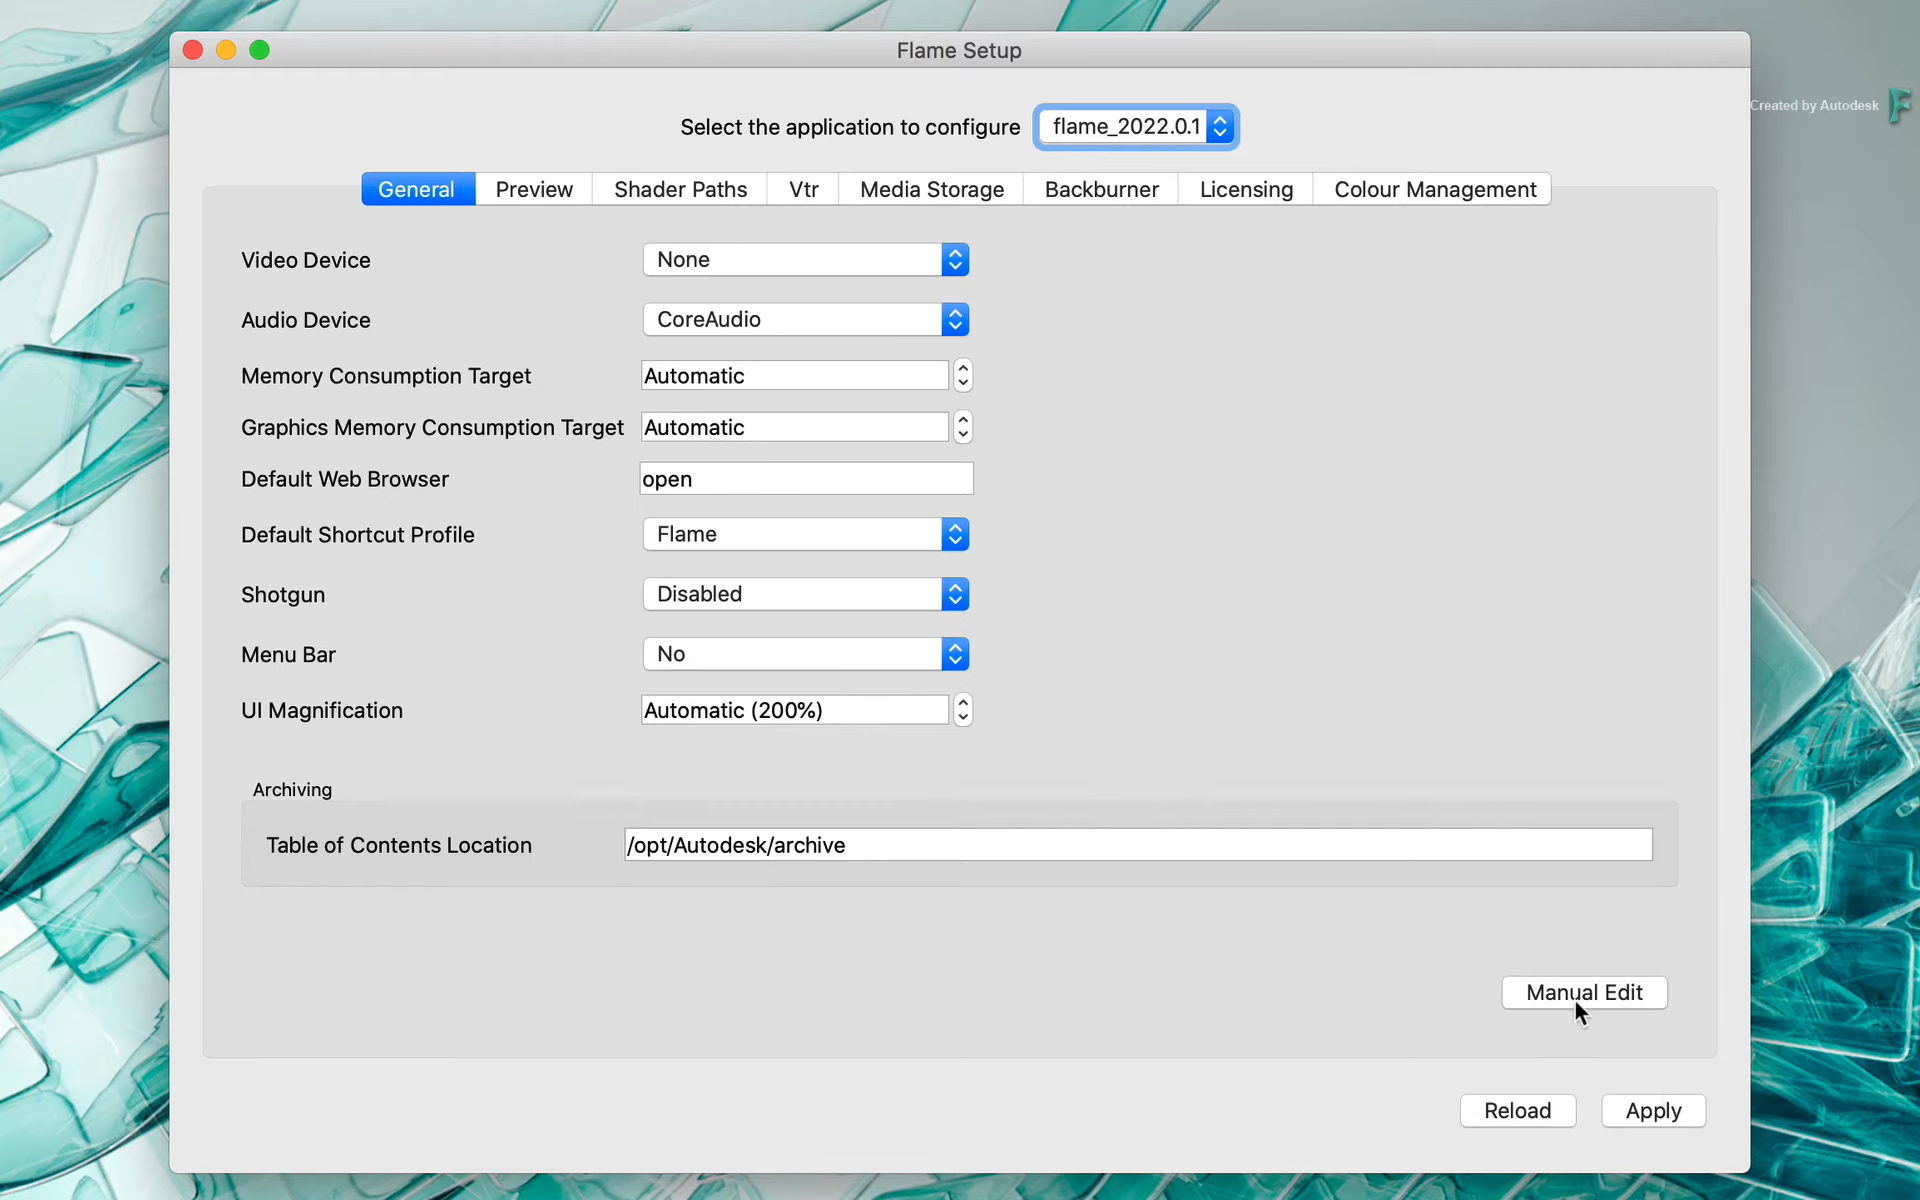 Flame Setup
Created by Autodesk
Select the application to configure flame_2022.0.1
General Preview Shader Paths Vtr Media Storage Backburner Licensing Colour Management
Video Device None
Audio Device CoreAudio
Memory Consumption Target Automatic
Graphics Memory Consumption Target Automatic
Default Web Browser open
Default Shortcut Profile Flame
Shotgun Disabled
Menu Bar No
UI Magnification Automatic (200%)
Archiving
Table of Contents Location /opt/Autodesk/archive
Manual Edit
Reload Apply